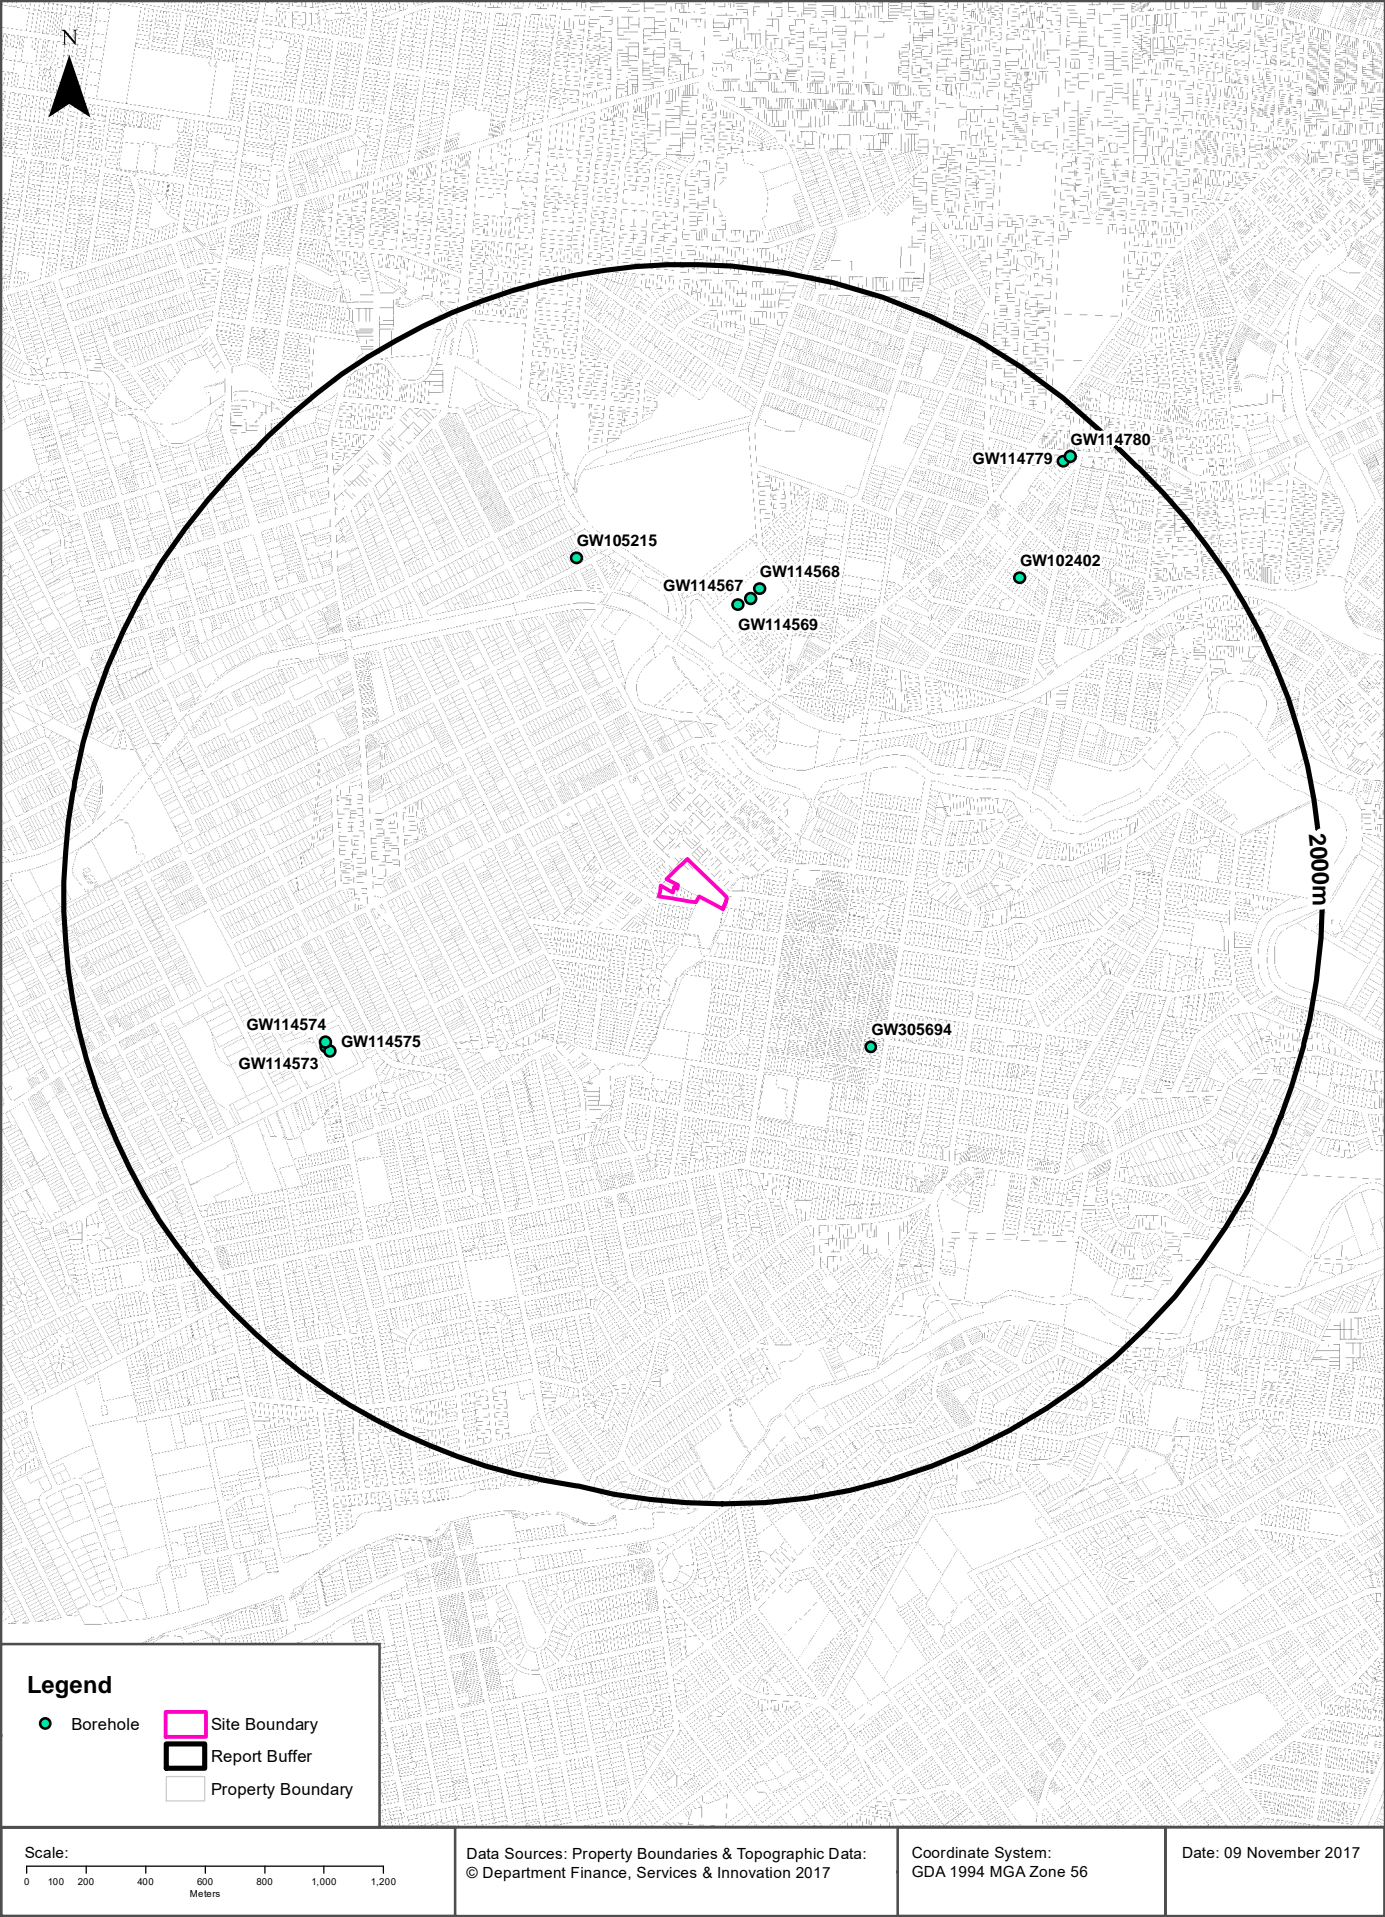 N
GW114780
GW114779
GW105215
GW102402
GW114568
GW114567
GW114569
2000m
GW114574
GW305694
GW114575
GW114573
Legend
Borehole
Site Boundary
Report Buffer
Property Boundary
Scale:
0 100 200 400 600 800 1,000 1,200
Meters
Data Sources: Property Boundaries & Topographic Data:
© Department Finance, Services & Innovation 2017
Coordinate System:
GDA 1994 MGA Zone 56
Date: 09 November 2017